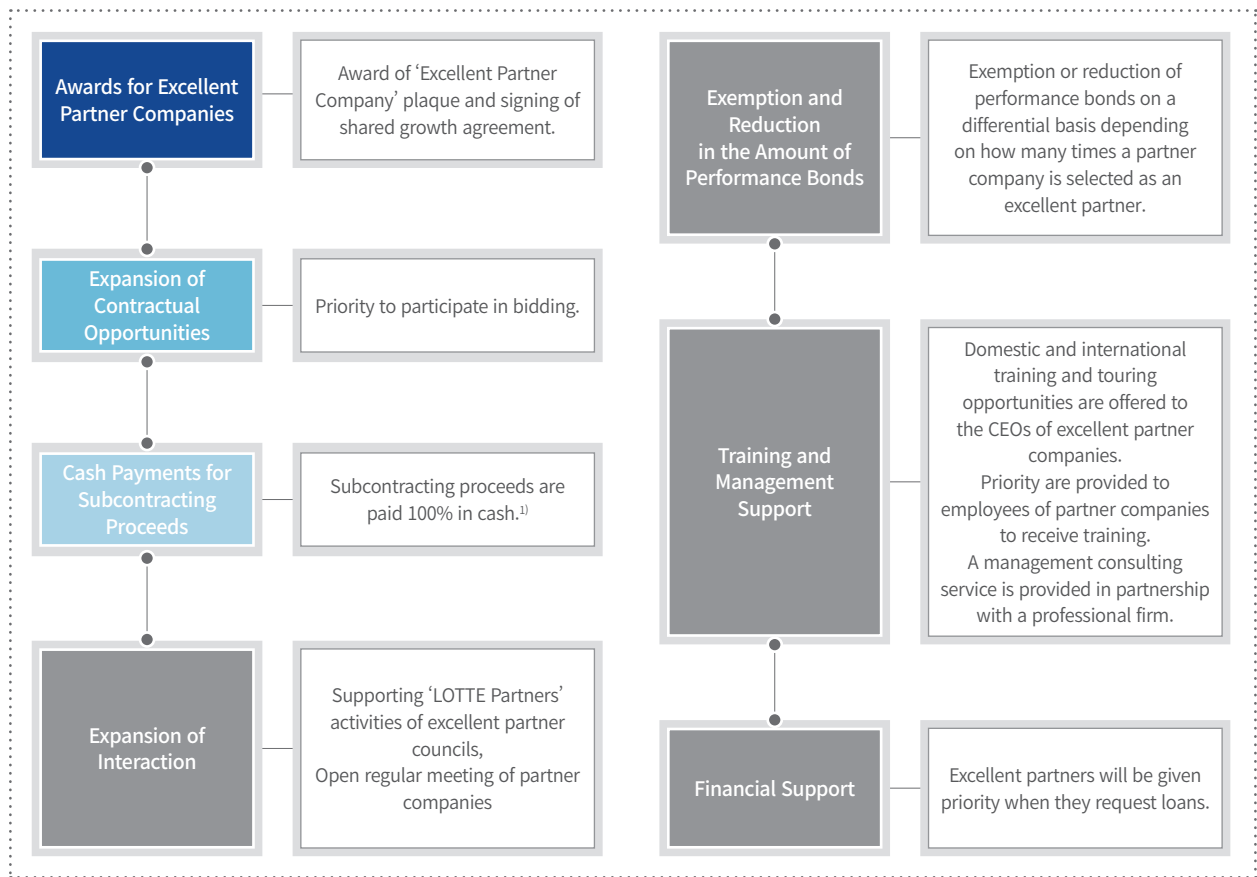 Awards for Excellent
Partner Companies
Award of ‘Excellent Partner
Company’ plaque and signing of
shared growth agreement.
Expansion of
Contractual
Opportunities
Priority to participate in bidding.
Cash Payments for
Subcontracting
Proceeds
Subcontracting proceeds are
paid 100% in cash.1)
Expansion of
Interaction
Supporting ‘LOTTE Partners’
activities of excellent partner
councils,
Open regular meeting of partner
companies
Exemption and
Reduction
in the Amount of
Performance Bonds
Exemption or reduction of
performance bonds on a
differential basis depending
on how many times a partner
company is selected as an
excellent partner.
Training and
Management
Support
Domestic and international
training and touring
opportunities are offered to
the CEOs of excellent partner
companies.
Priority are provided to
employees of partner companies
to receive training.
A management consulting
service is provided in partnership
with a professional firm.
Financial Support
Excellent partners will be given
priority when they request loans.